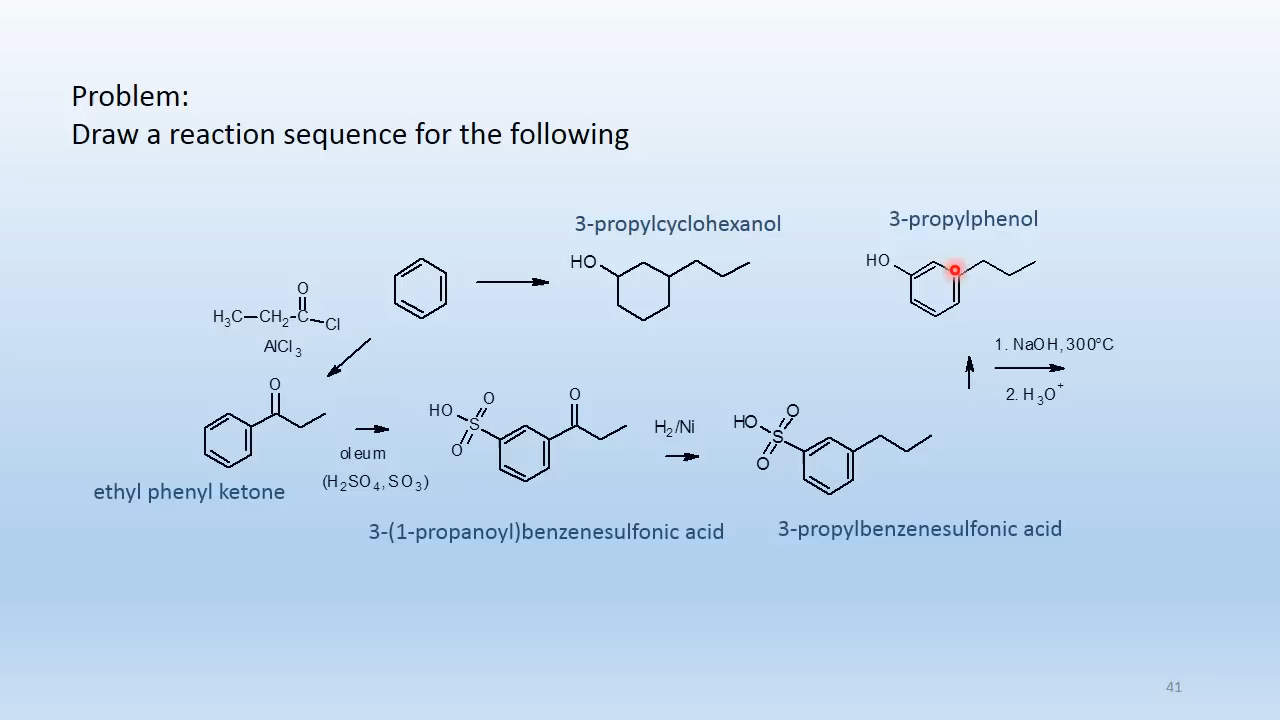 Problem:
Draw a reaction sequence for the following
3-propylcyclohexanol
3-propylphenol
HO
HO
O
H₃C—CH₂-C
Cl
AlCl₃
1. NaOH, 300°C
2. H₃O⁺
O
HO
O
S
O
O
H₂/Ni
HO
O
S
O
oleum
(H₂SO₄,SO₃)
ethyl phenyl ketone
3-(1-propanoyl)benzenesulfonic acid
3-propylbenzenesulfonic acid
41